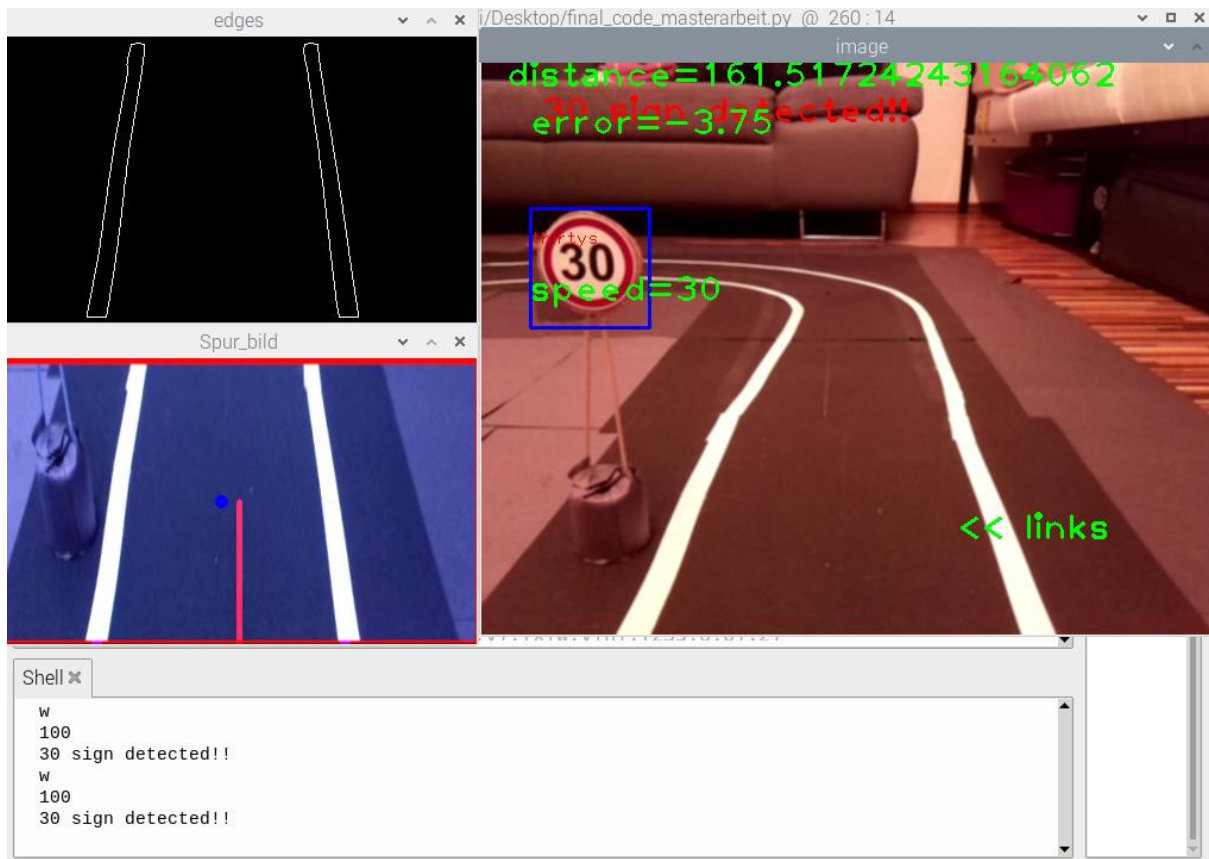 edges
i/Desktop/final_code_masterarbeit.py @ 260 : 14
image
distance=161.51724243164062
30 sign detected!!
error=-3.75
thirtys
30
speed=30
<< links
Spur_bild
Shell
w
100
30 sign detected!!
w
100
30 sign detected!!